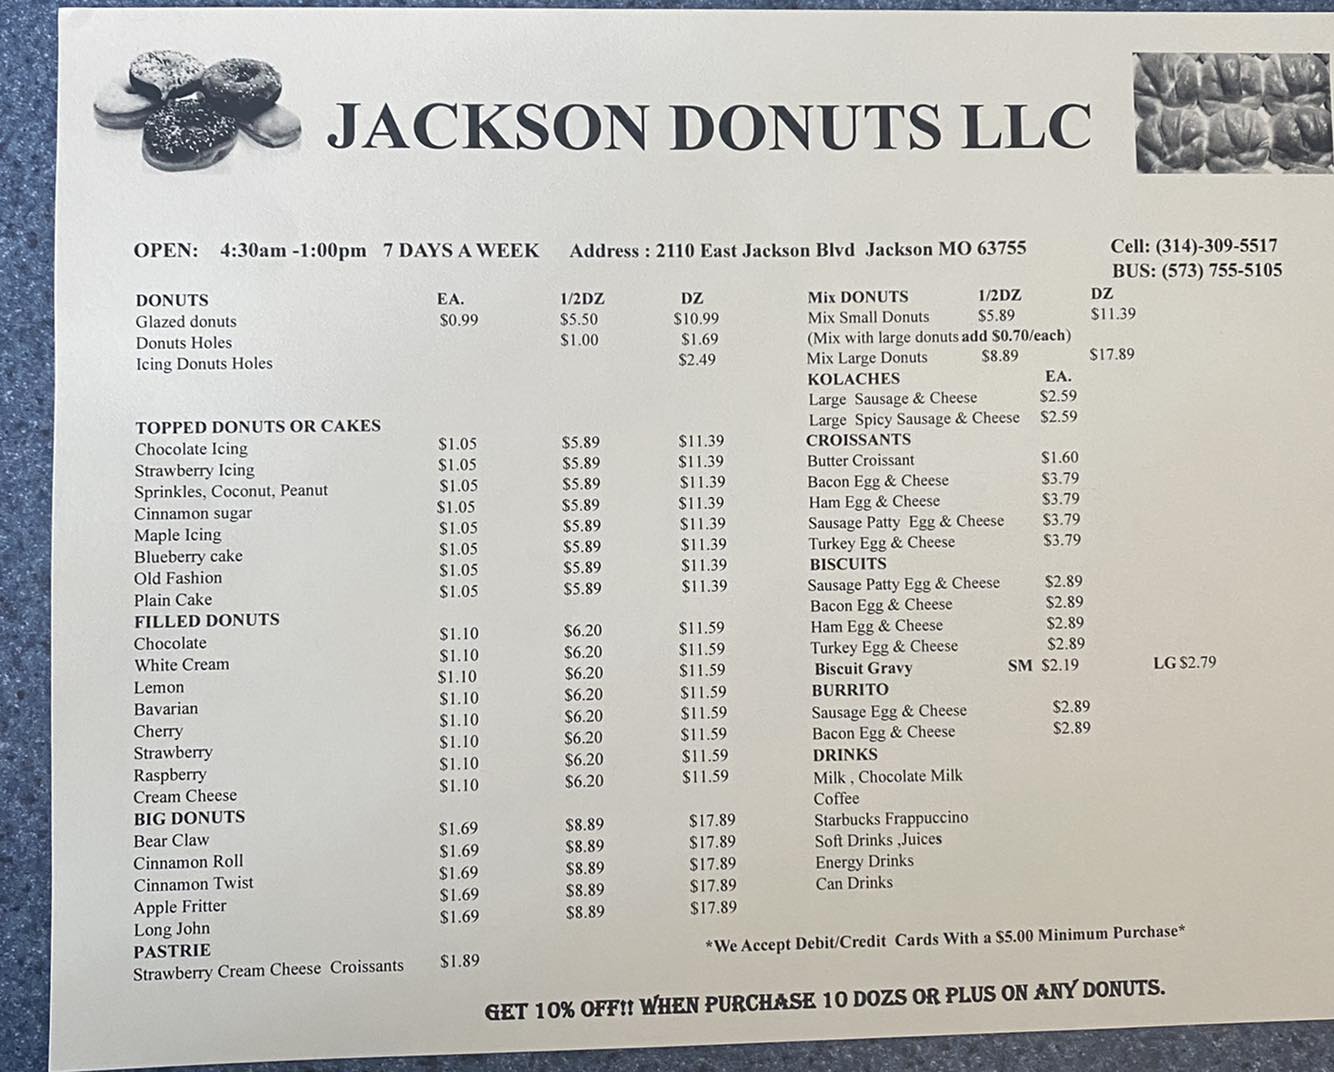 JACKSON DONUTS LLC
OPEN: 4:30am -1:00pm 7 DAYS A WEEK Address : 2110 East Jackson Blvd Jackson MO 63755 Cell: (314)-309-5517
BUS: (573) 755-5105
DONUTS EA. 1/2DZ DZ
Glazed donuts $0.99 $5.50 $10.99
Donuts Holes $1.00 $1.69
Icing Donuts Holes $2.49
TOPPED DONUTS OR CAKES
Chocolate Icing $1.05 $5.89 $11.39
Strawberry Icing $1.05 $5.89 $11.39
Sprinkles, Coconut, Peanut $1.05 $5.89 $11.39
Cinnamon sugar $1.05 $5.89 $11.39
Maple Icing $1.05 $5.89 $11.39
Blueberry cake $1.05 $5.89 $11.39
Old Fashion $1.05 $5.89 $11.39
Plain Cake $1.05 $5.89 $11.39
FILLED DONUTS
Chocolate $1.10 $6.20 $11.59
White Cream $1.10 $6.20 $11.59
Lemon $1.10 $6.20 $11.59
Bavarian $1.10 $6.20 $11.59
Cherry $1.10 $6.20 $11.59
Strawberry $1.10 $6.20 $11.59
Raspberry $1.10 $6.20 $11.59
Cream Cheese $1.10 $6.20 $11.59
BIG DONUTS
Bear Claw $1.69 $8.89 $17.89
Cinnamon Roll $1.69 $8.89 $17.89
Cinnamon Twist $1.69 $8.89 $17.89
Apple Fritter $1.69 $8.89 $17.89
Long John $1.69 $8.89 $17.89
PASTRIE
Strawberry Cream Cheese Croissants $1.89
Mix DONUTS 1/2DZ DZ
Mix Small Donuts $5.89 $11.39
(Mix with large donuts add $0.70/each)
Mix Large Donuts $8.89 $17.89
KOLACHES EA.
Large Sausage & Cheese $2.59
Large Spicy Sausage & Cheese $2.59
CROISSANTS
Butter Croissant $1.60
Bacon Egg & Cheese $3.79
Ham Egg & Cheese $3.79
Sausage Patty Egg & Cheese $3.79
Turkey Egg & Cheese $3.79
BISCUITS
Sausage Patty Egg & Cheese $2.89
Bacon Egg & Cheese $2.89
Ham Egg & Cheese $2.89
Turkey Egg & Cheese $2.89
Biscuit Gravy SM $2.19 LG $2.79
BURRITO
Sausage Egg & Cheese $2.89
Bacon Egg & Cheese $2.89
DRINKS
Milk , Chocolate Milk
Coffee
Starbucks Frappuccino
Soft Drinks ,Juices
Energy Drinks
Can Drinks
*We Accept Debit/Credit Cards With a $5.00 Minimum Purchase*
GET 10% OFF!! WHEN PURCHASE 10 DOZS OR PLUS ON ANY DONUTS.